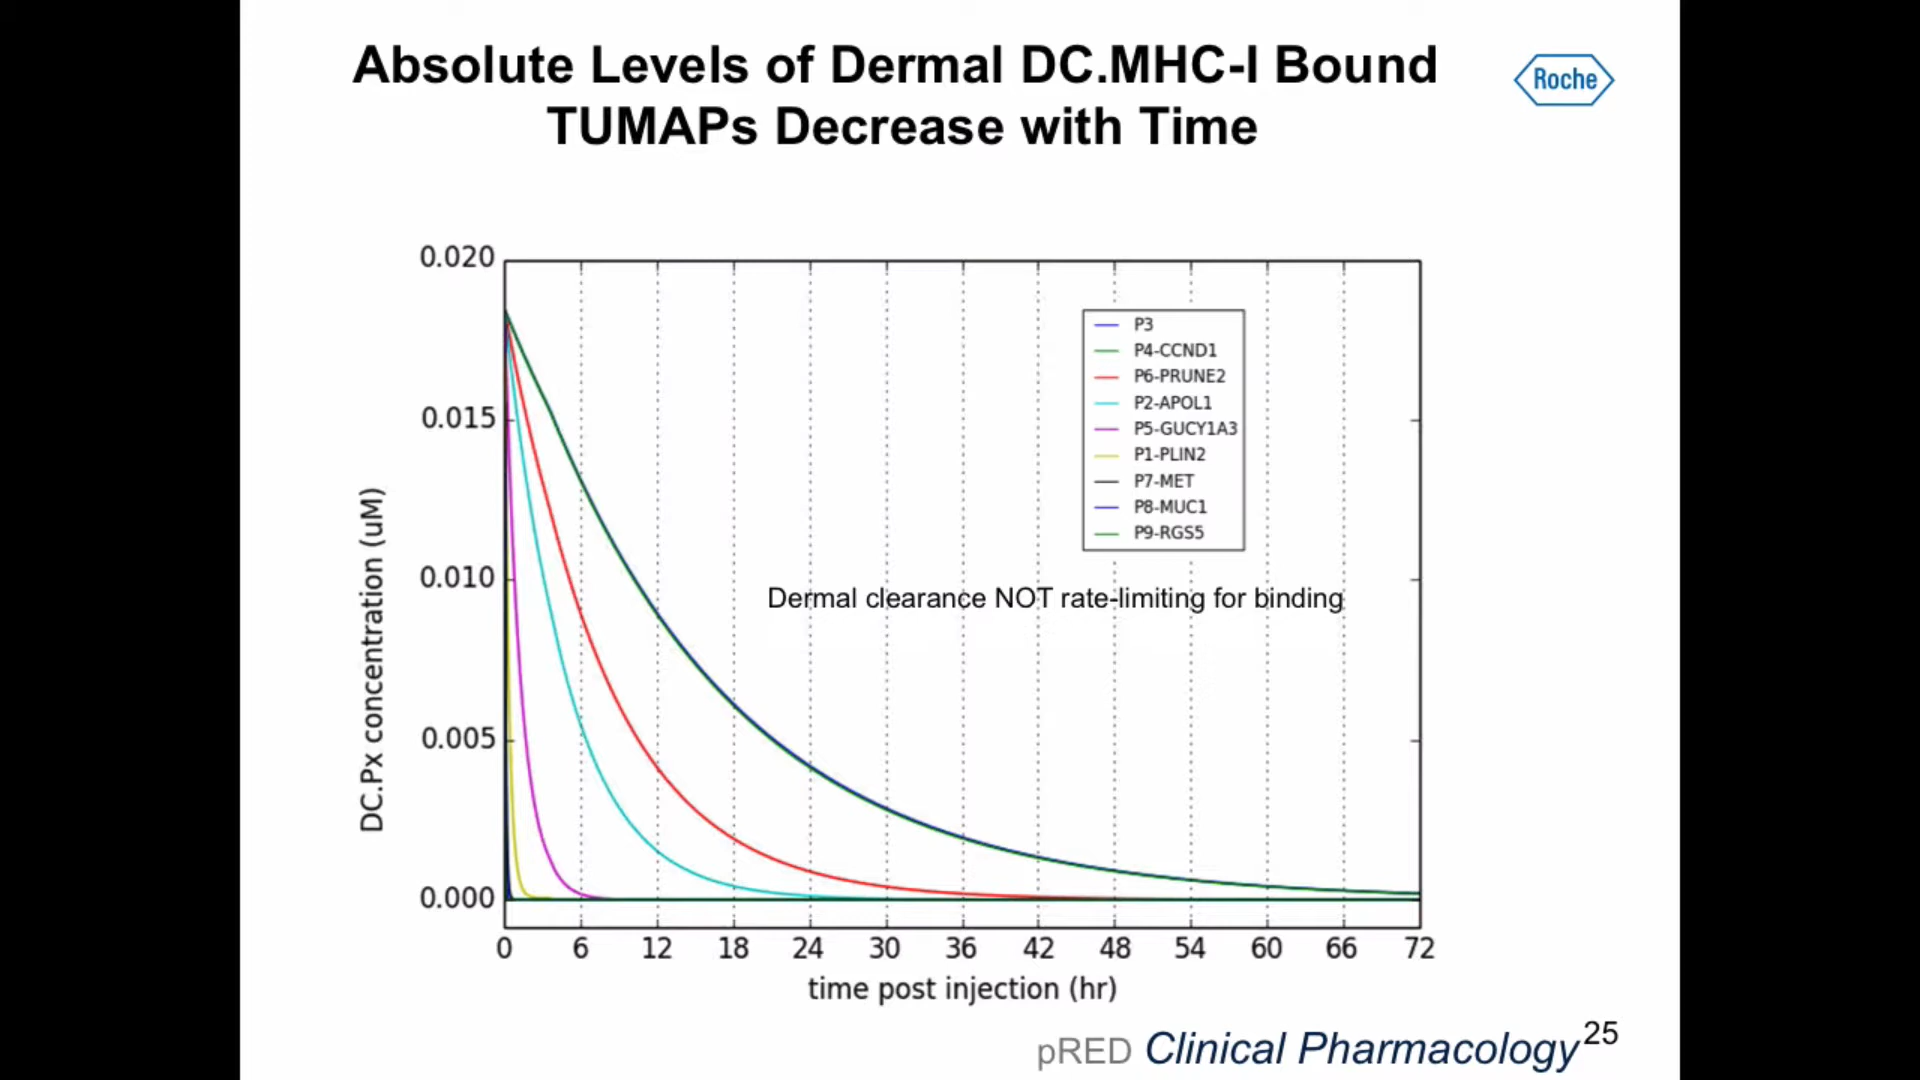 Absolute Levels of Dermal DC.MHC-I Bound
TUMAPs Decrease with Time
Roche
0.020
0.015
0.010
0.005
0.000
DC.Px concentration (uM)
P3
P4-CCND1
P6-PRUNE2
P2-APOL1
P5-GUCY1A3
P1-PLIN2
P7-MET
P8-MUC1
P9-RGS5
Dermal clearance NOT rate-limiting for binding
0 6 12 18 24 30 36 42 48 54 60 66 72
time post injection (hr)
pRED Clinical Pharmacology 25